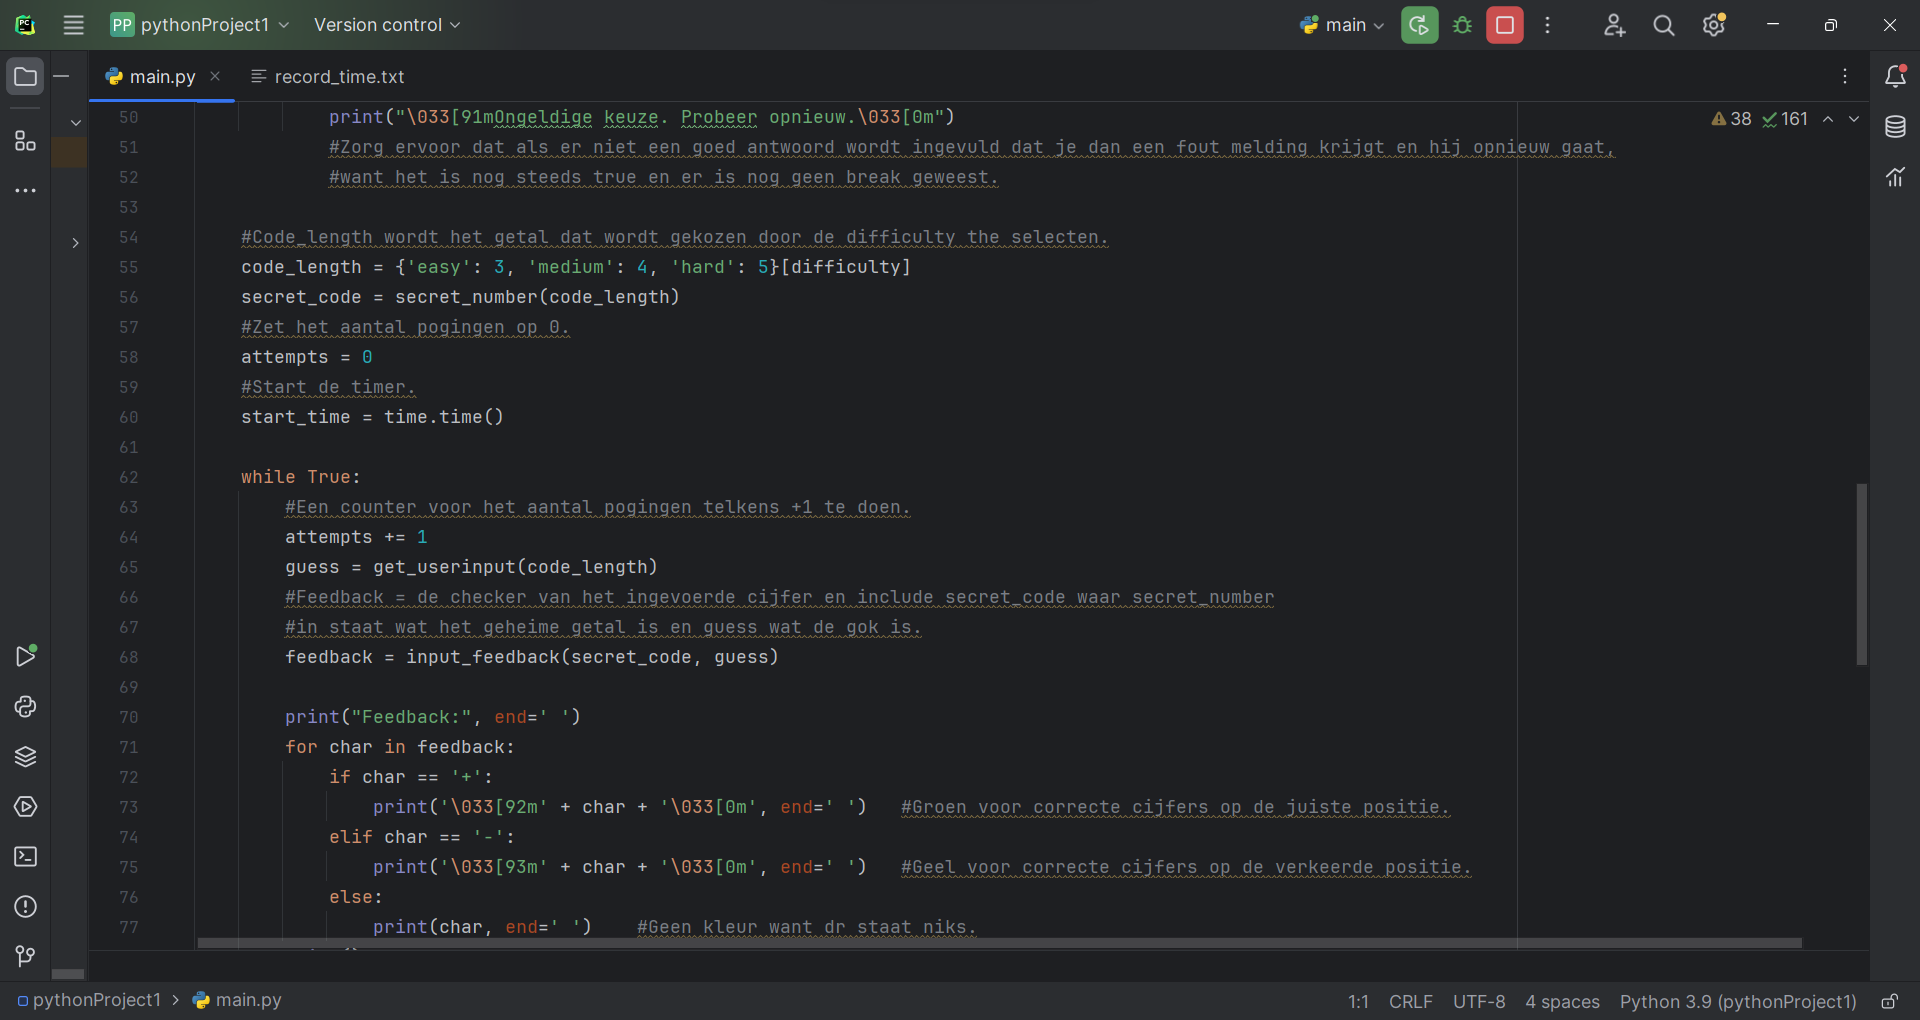 PC
PP pythonProject1 Version control main
main.py record_time.txt
38 161
50 print("\033[91mOngeldige keuze. Probeer opnieuw.\033[0m")
51 #Zorg ervoor dat als er niet een goed antwoord wordt ingevuld dat je dan een fout melding krijgt en hij opnieuw gaat,
52 #want het is nog steeds true en er is nog geen break geweest.
53
54 #Code_length wordt het getal dat wordt gekozen door de difficulty the selecten.
55 code_length = {'easy': 3, 'medium': 4, 'hard': 5}[difficulty]
56 secret_code = secret_number(code_length)
57 #Zet het aantal pogingen op 0.
58 attempts = 0
59 #Start de timer.
60 start_time = time.time()
61
62 while True:
63 #Een counter voor het aantal pogingen telkens +1 te doen.
64 attempts += 1
65 guess = get_userinput(code_length)
66 #Feedback = de checker van het ingevoerde cijfer en include secret_code waar secret_number
67 #in staat wat het geheime getal is en guess wat de gok is.
68 feedback = input_feedback(secret_code, guess)
69
70 print("Feedback:", end=' ')
71 for char in feedback:
72 if char == '+':
73 print('\033[92m' + char + '\033[0m', end=' ') #Groen voor correcte cijfers op de juiste positie.
74 elif char == '-':
75 print('\033[93m' + char + '\033[0m', end=' ') #Geel voor correcte cijfers op de verkeerde positie.
76 else:
77 print(char, end=' ') #Geen kleur want dr staat niks.
pythonProject1 > main.py 1:1 CRLF UTF-8 4 spaces Python 3.9 (pythonProject1)